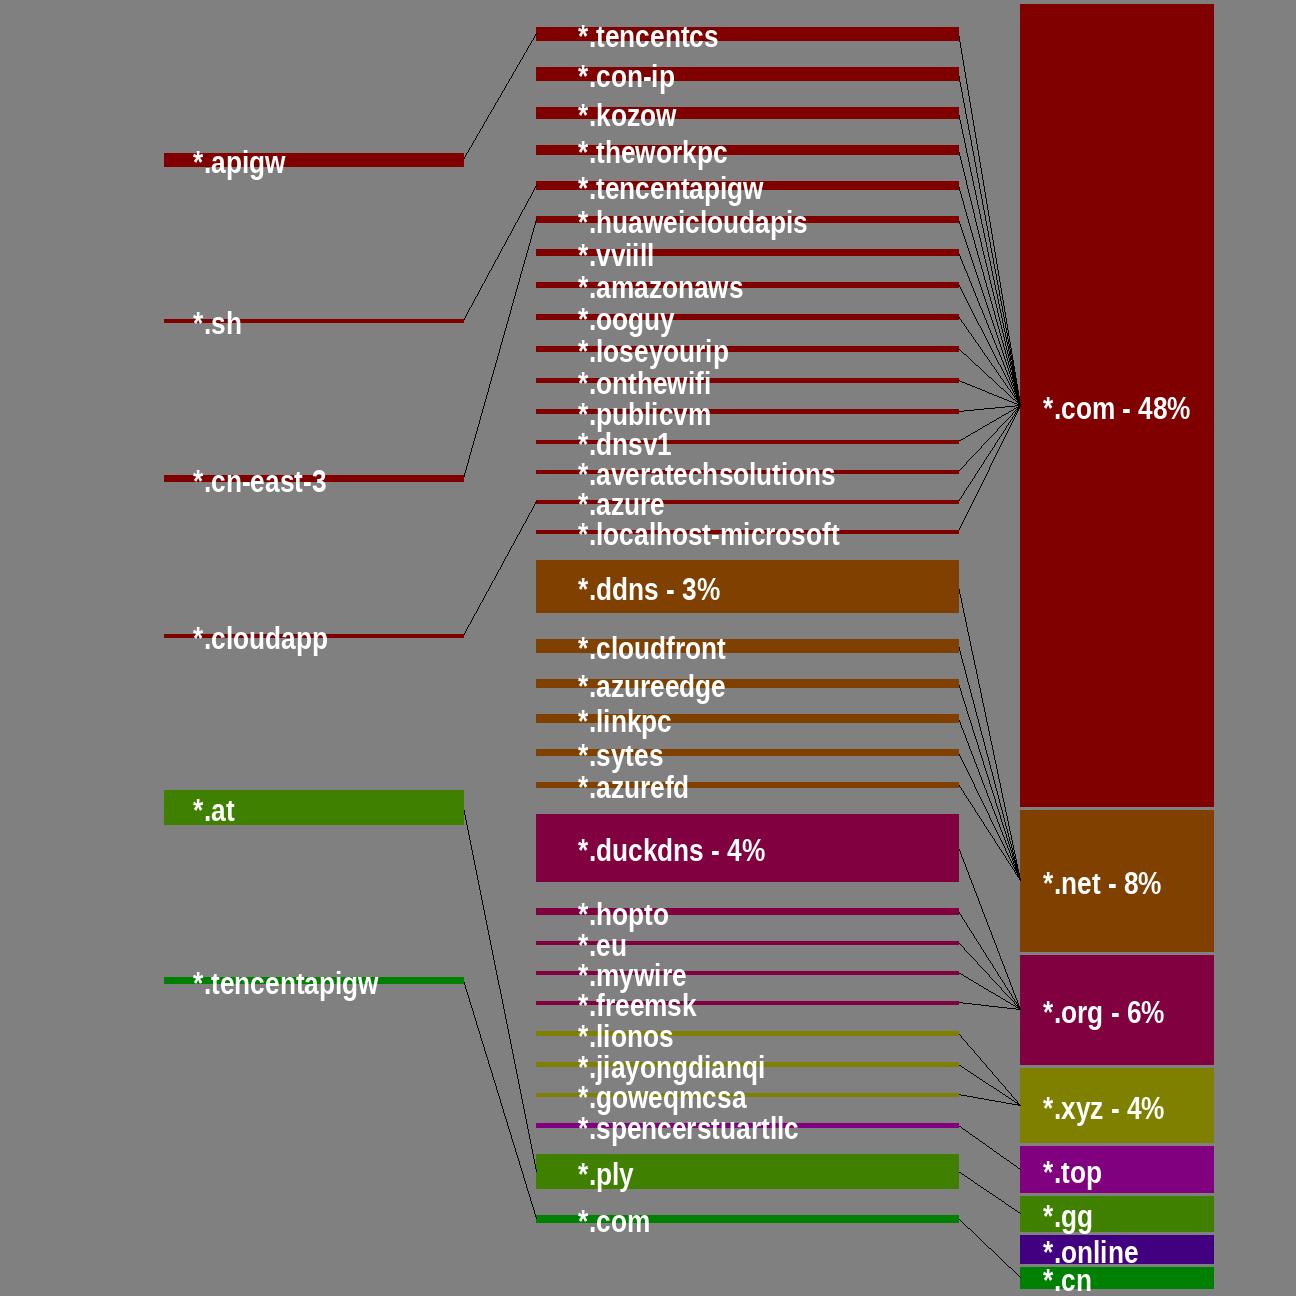 *.apigw
*.sh
*.cn-east-3
*.cloudapp
*.at
*.tencentapigw
*.tencentcs
*.con-ip
*.kozow
*.theworkpc
*.tencentapigw
*.huaweicloudapis
*.vviill
*.amazonaws
*.ooguy
*.loseyourip
*.onthewifi
*.publicvm
*.dnsv1
*.averatechsolutions
*.azure
*.localhost-microsoft
*.ddns - 3%
*.cloudfront
*.azureedge
*.linkpc
*.sytes
*.azurefd
*.duckdns - 4%
*.hopto
*.eu
*.mywire
*.freemsk
*.lionos
*.jiayongdianqi
*.goweqmcsa
*.spencerstuartllc
*.ply
*.com
*.com - 48%
*.net - 8%
*.org - 6%
*.xyz - 4%
*.top
*.gg
*.online
*.cn